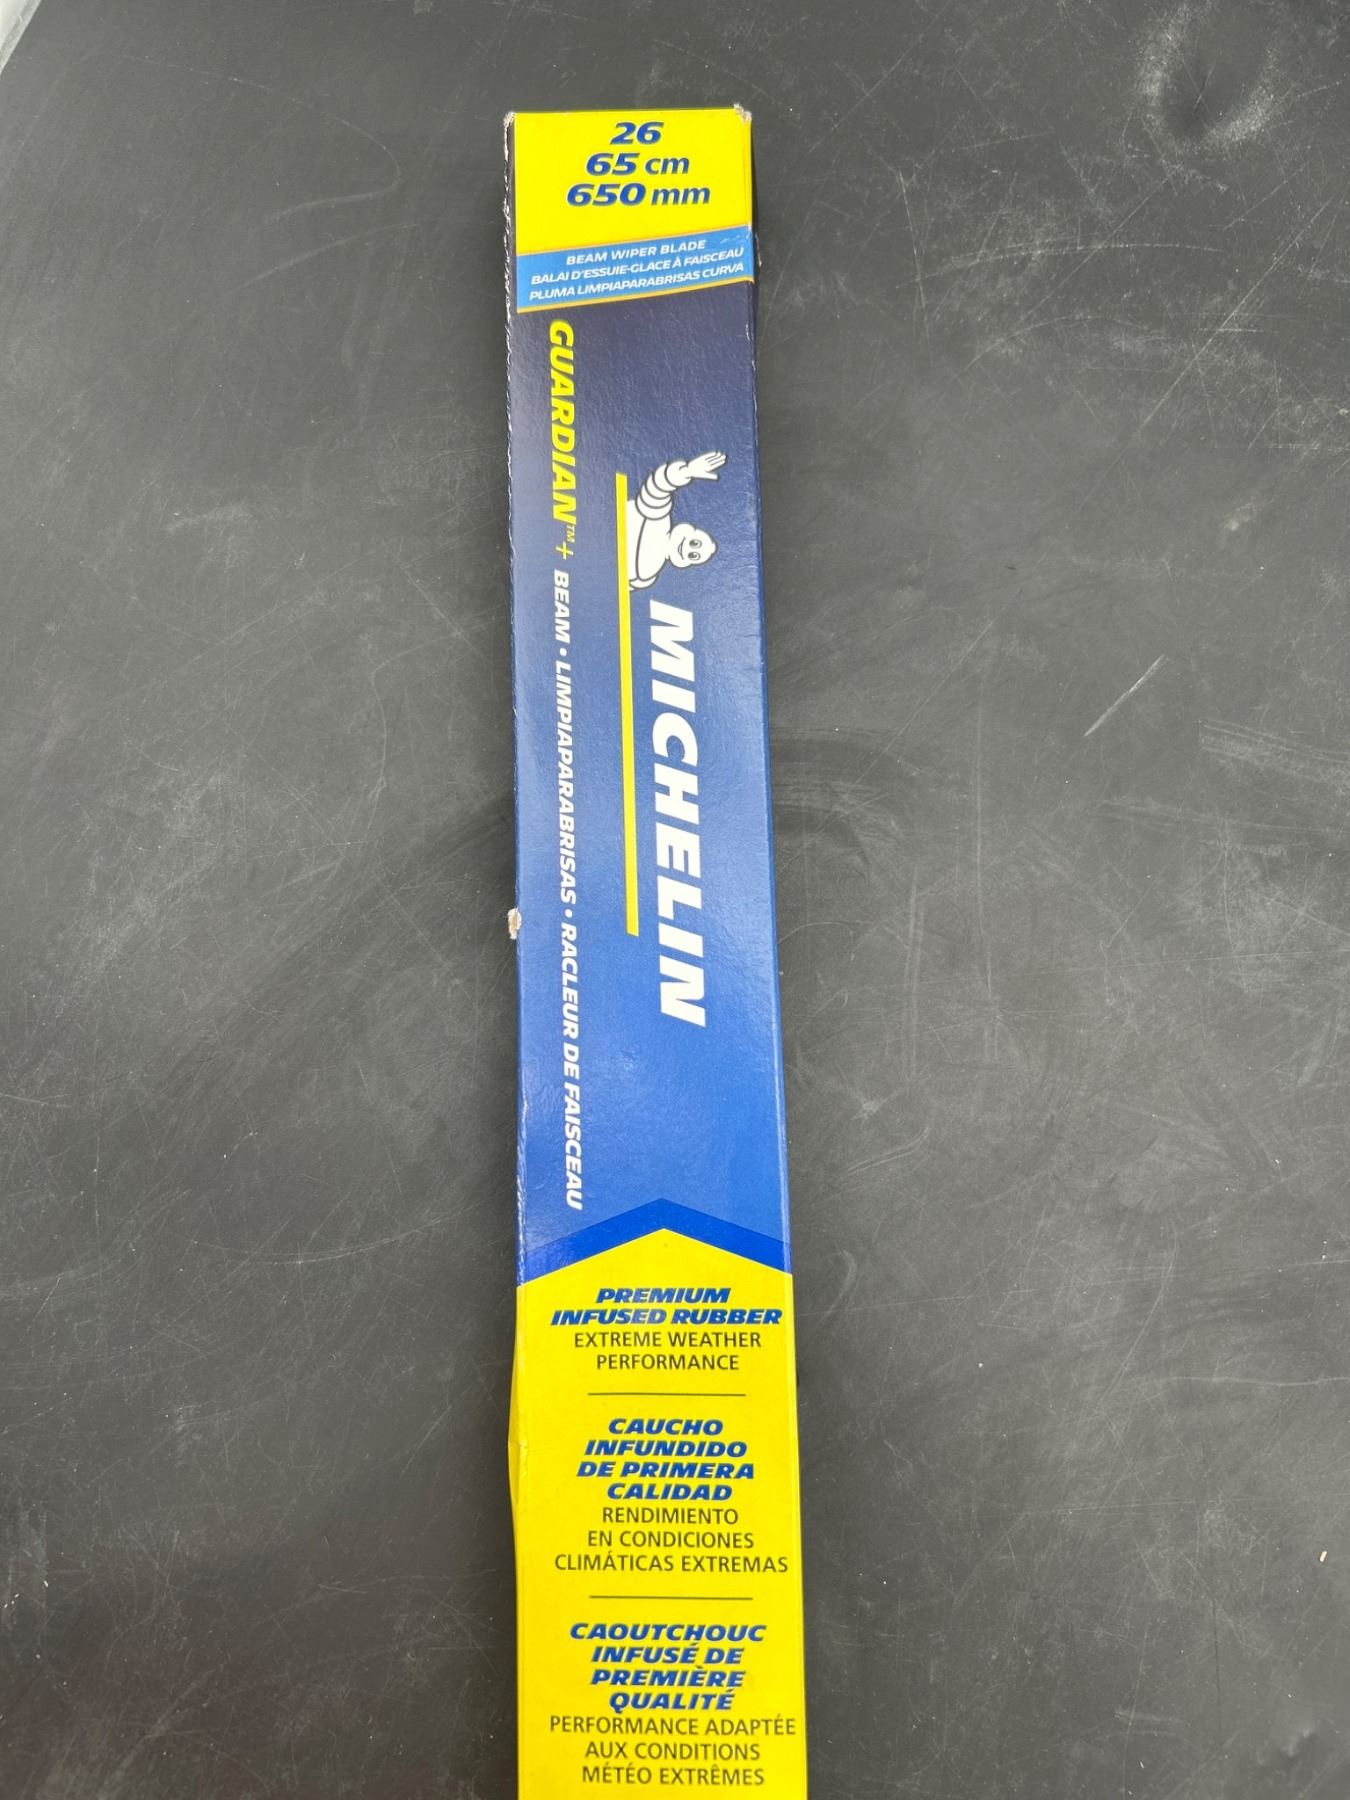 26
65 cm
650 mm
BEAM WIPER BLADE
BALAI D'ESSUIE-GLACE À FAISCEAU
PLUMA LIMPIAPARABRISAS CURVA
MICHELIN
GUARDIAN™+ BEAM • LIMPIAPARABRISAS • RACLEUR DE FAISCEAU
PREMIUM
INFUSED RUBBER
EXTREME WEATHER
PERFORMANCE
CAUCHO
INFUNDIDO
DE PRIMERA
CALIDAD
RENDIMIENTO
EN CONDICIONES
CLIMÁTICAS EXTREMAS
CAOUTCHOUC
INFUSÉ DE
PREMIÈRE
QUALITÉ
PERFORMANCE ADAPTÉE
AUX CONDITIONS
MÉTÉO EXTRÊMES